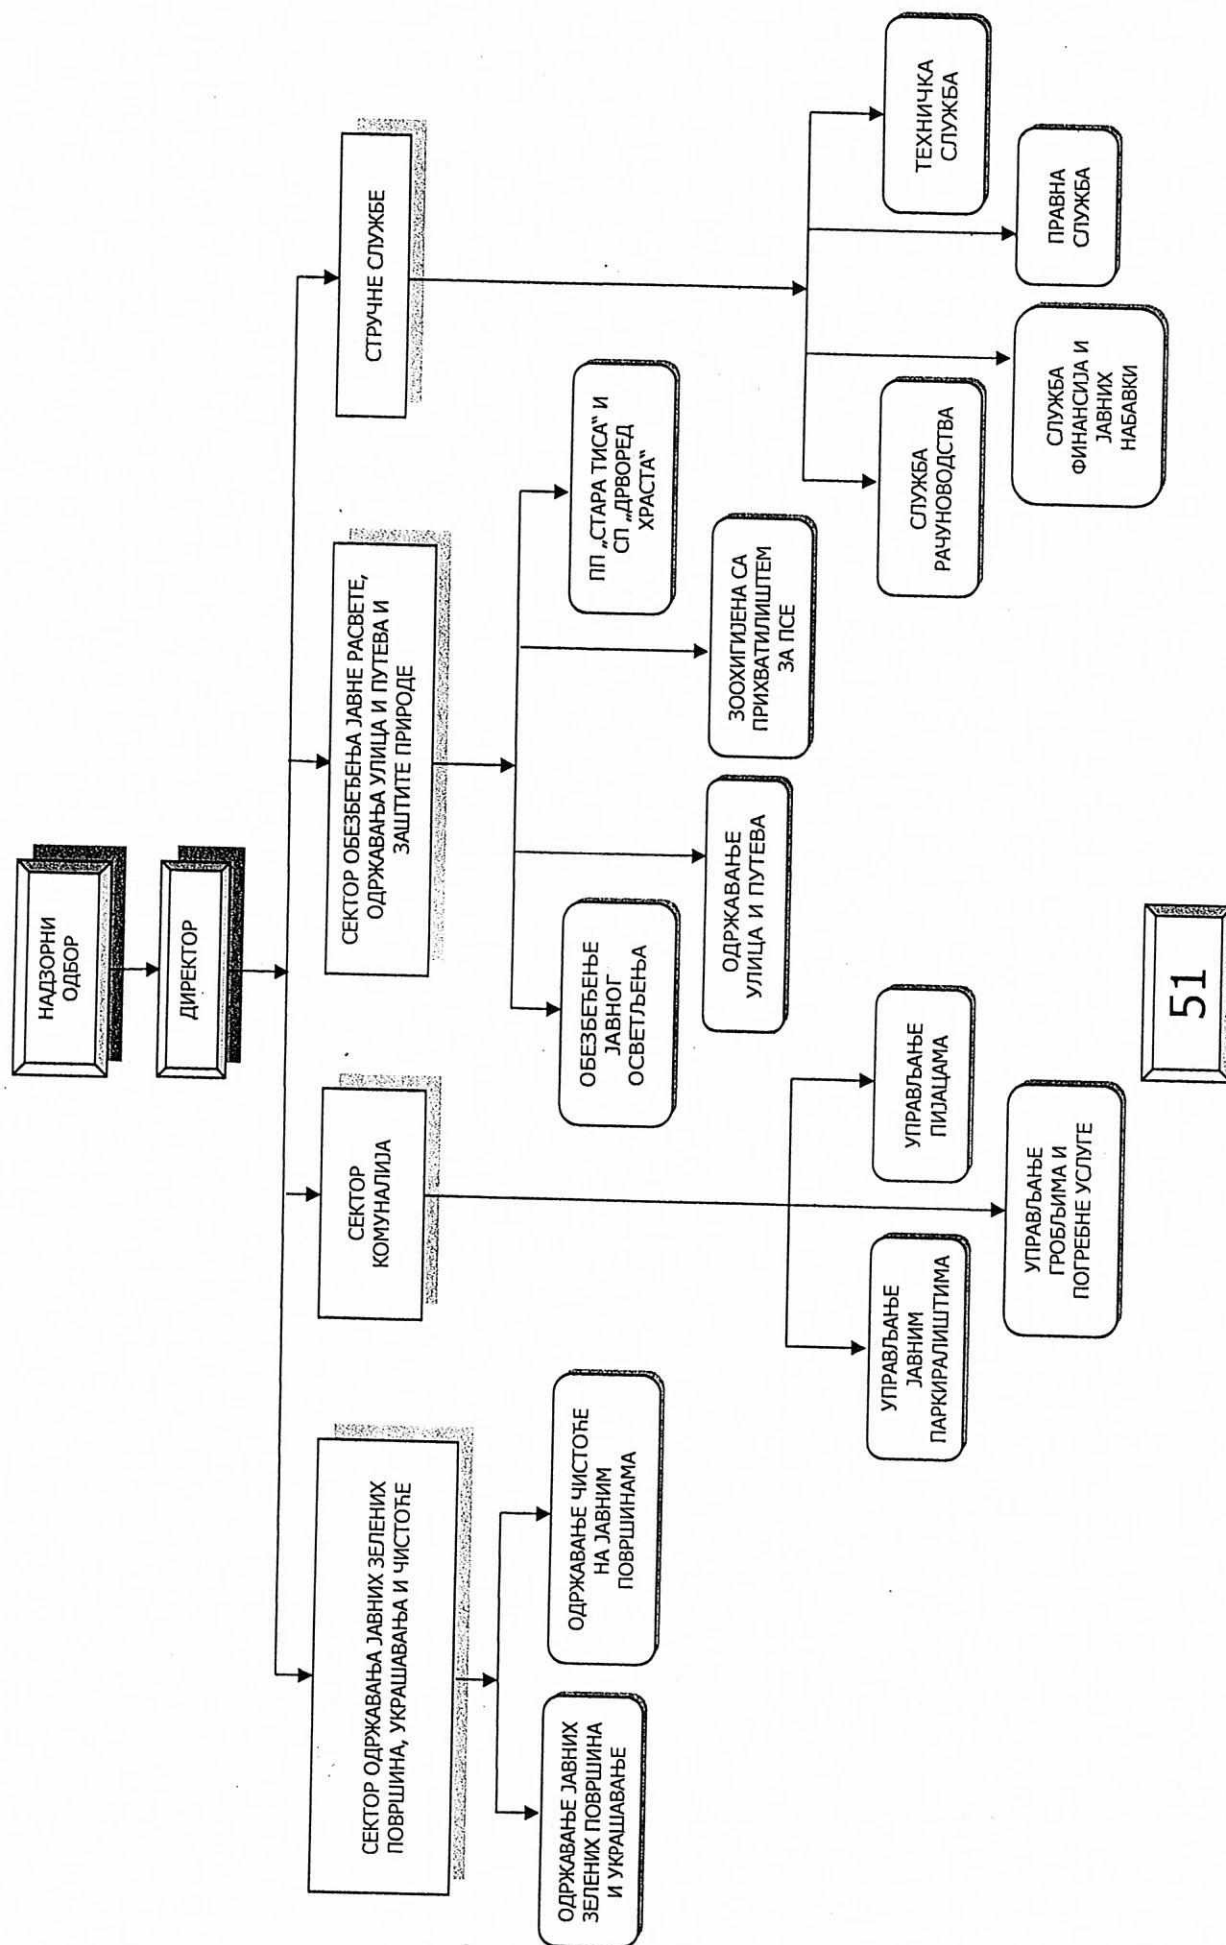 НАДЗОРНИ
ОДБОР
ДИРЕКТОР
СЕКТОР ОДРЖАВАЊА ЈАВНИХ ЗЕЛЕНИХ
ПОВРШИНА, УКРАШАВАЊА И ЧИСТОЋЕ
СЕКТОР
КОМУНАЛИЈА
СЕКТОР ОБЕЗБЕЂЕЊА ЈАВНЕ РАСВЕТЕ,
ОДРЖАВАЊА УЛИЦА И ПУТЕВА И
ЗАШТИТЕ ПРИРОДЕ
СТРУЧНЕ СЛУЖБЕ
ОДРЖАВАЊЕ ЈАВНИХ
ЗЕЛЕНИХ ПОВРШИНА
И УКРАШАВАЊЕ
ОДРЖАВАЊЕ ЧИСТОЋЕ
НА ЈАВНИМ
ПОВРШИНАМА
ОБЕЗБЕЂЕЊЕ
ЈАВНОГ
ОСВЕТЉЕЊА
ПП „СТАРА ТИСА“ И
СП „ДРВОРЕД
ХРАСТА“
ОДРЖАВАЊЕ
УЛИЦА И ПУТЕВА
ЗООХИГИЈЕНА СА
ПРИХВАТИЛИШТЕМ
ЗА ПСЕ
УПРАВЉАЊЕ
ЈАВНИМ
ПАРКИРАЛИШТИМА
УПРАВЉАЊЕ
ПИЈАЦАМА
СЛУЖБА
РАЧУНОВОДСТВА
ТЕХНИЧКА
СЛУЖБА
УПРАВЉАЊЕ
ГРОБЉИМА И
ПОГРЕБНЕ УСЛУГЕ
СЛУЖБА
ФИНАНСИЈА И
ЈАВНИХ
НАБАВКИ
ПРАВНА
СЛУЖБА
51